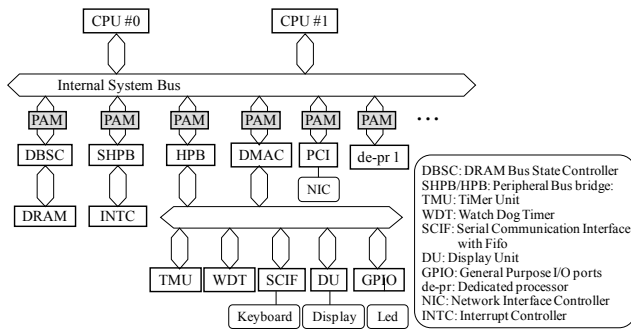 CPU #0
CPU #1
Internal System Bus
PAM
PAM
PAM
PAM
PAM
PAM
...
DBSC
SHPB
HPB
DMAC
PCI
de-pr 1
NIC
DRAM
INTC
TMU
WDT
SCIF
DU
GPIO
Keyboard
Display
Led
DBSC: DRAM Bus State Controller
SHPB/HPB: Peripheral Bus bridge:
TMU: TiMer Unit
WDT: Watch Dog Timer
SCIF: Serial Communication Interface
with Fifo
DU: Display Unit
GPIO: General Purpose I/O ports
de-pr: Dedicated processor
NIC: Network Interface Controller
INTC: Interrupt Controller